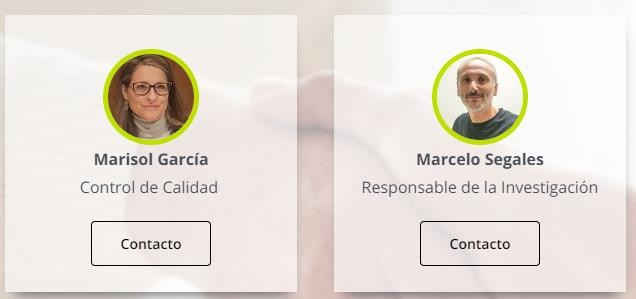 Marisol García
Control de Calidad
Contacto
Marcelo Segales
Responsable de la Investigación
Contacto